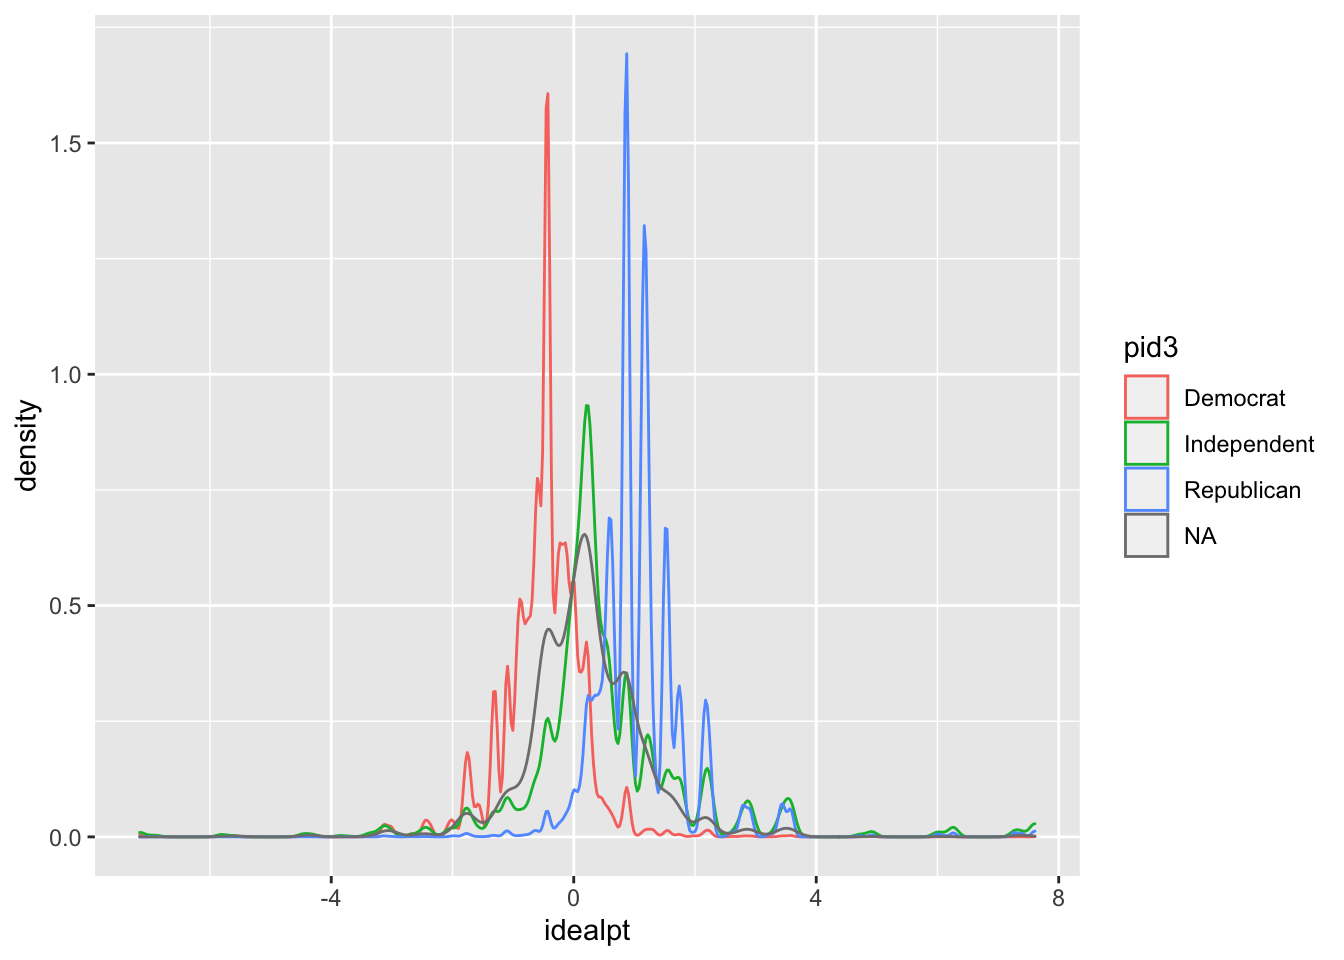 density
1.5
1.0
0.5
0.0
-4
0
4
8
idealpt
pid3
Democrat
Independent
Republican
NA